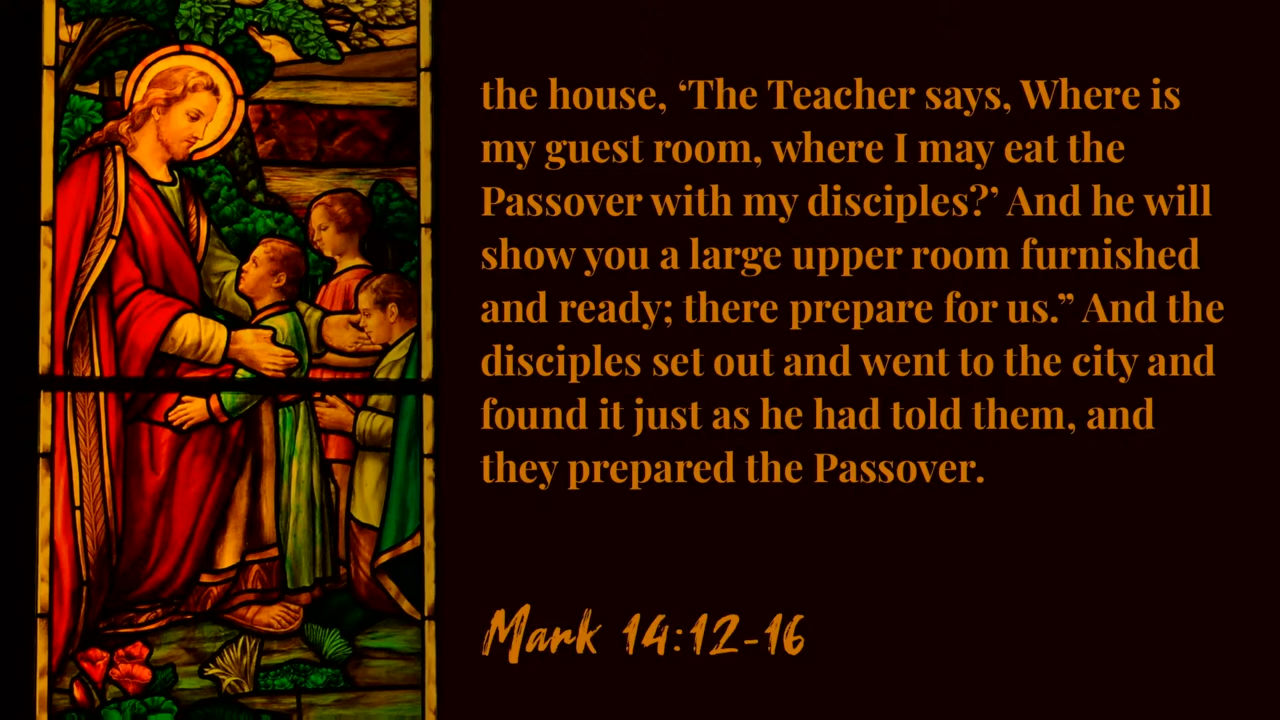 the house, ‘The Teacher says, Where is
my guest room, where I may eat the
Passover with my disciples?’ And he will
show you a large upper room furnished
and ready; there prepare for us.” And the
disciples set out and went to the city and
found it just as he had told them, and
they prepared the Passover.
Mark 14:12-16